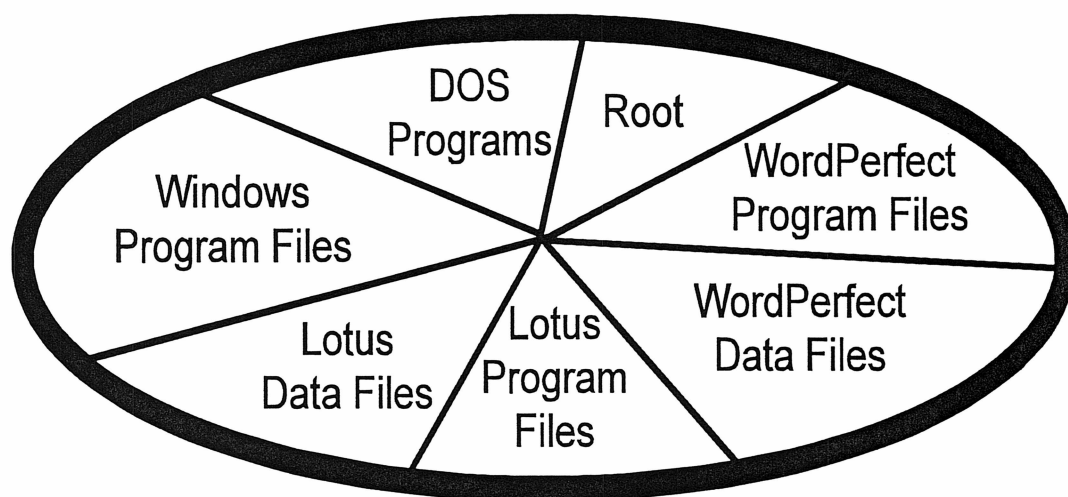 DOS
Programs
Root
WordPerfect
Program Files
WordPerfect
Data Files
Lotus
Program
Files
Lotus
Data Files
Windows
Program Files